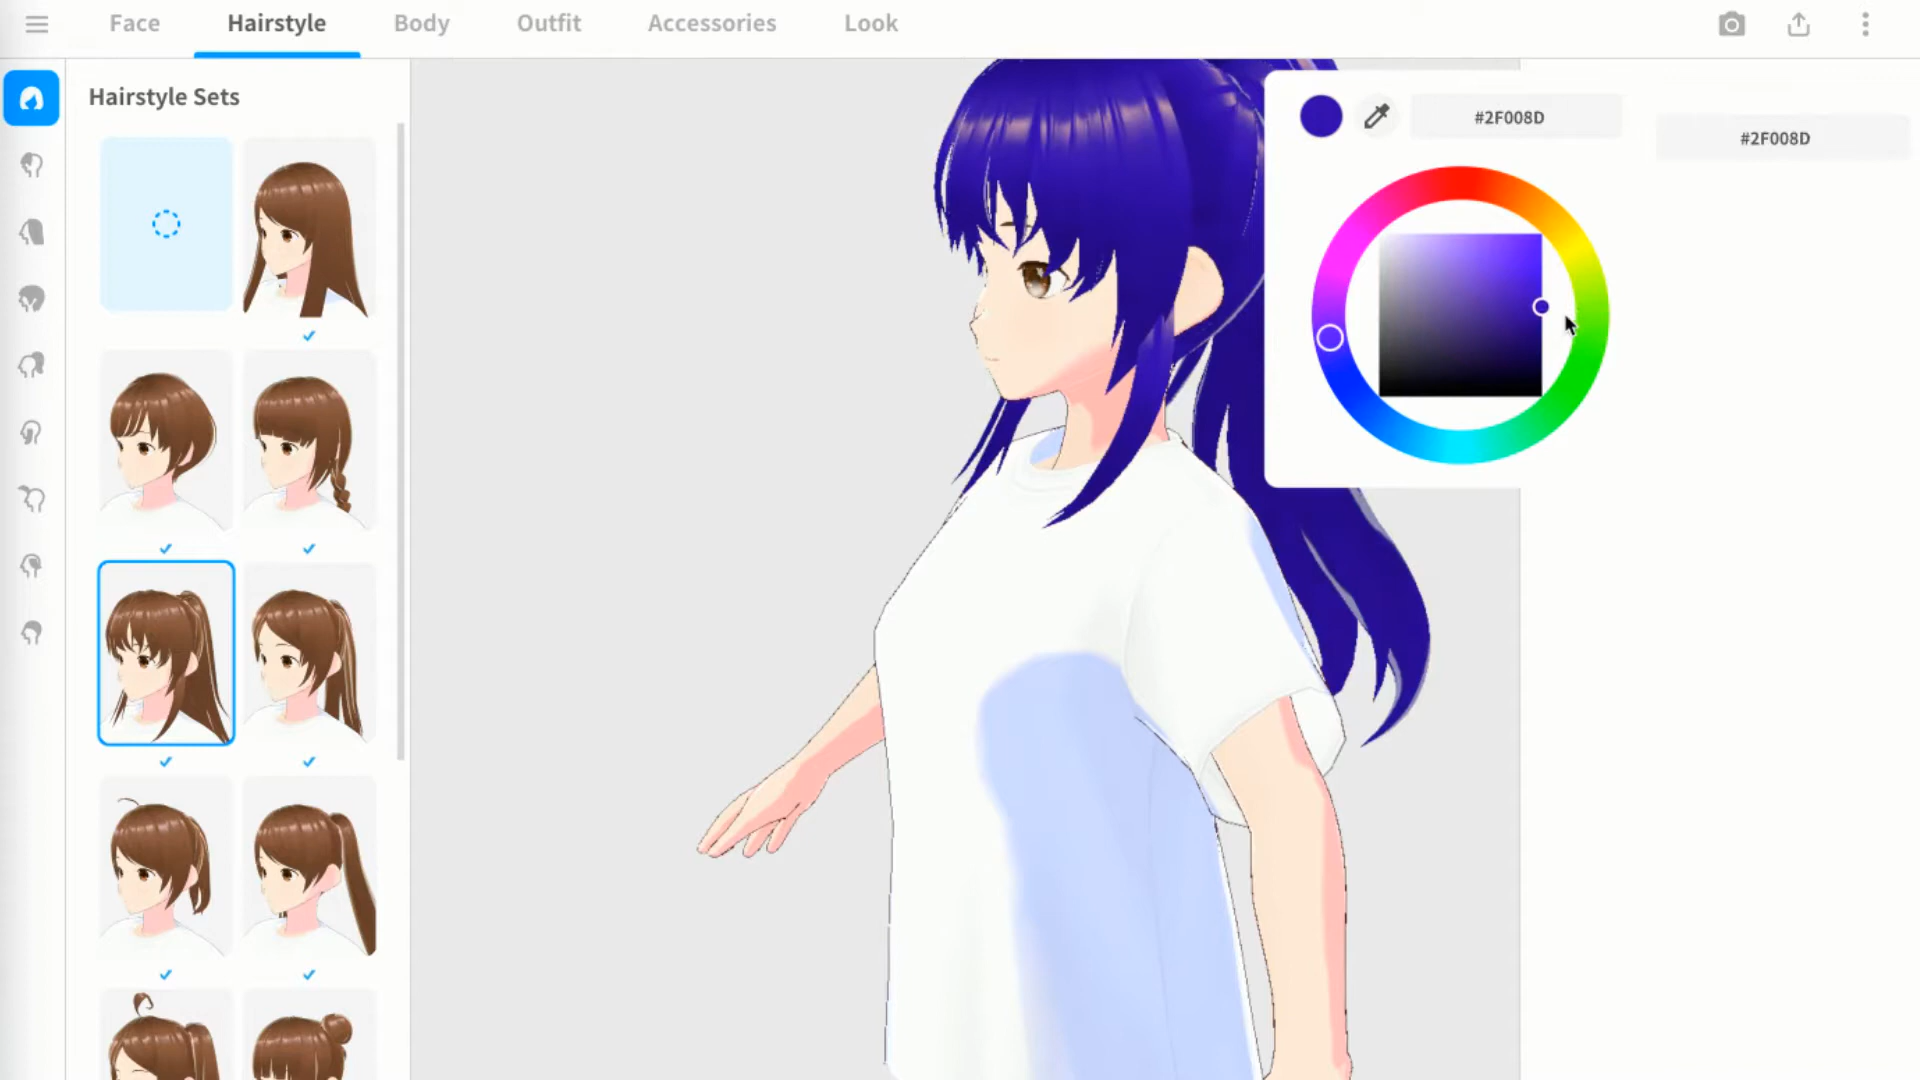 Face Hairstyle Body Outfit Accessories Look
Hairstyle Sets
#2F008D
#2F008D